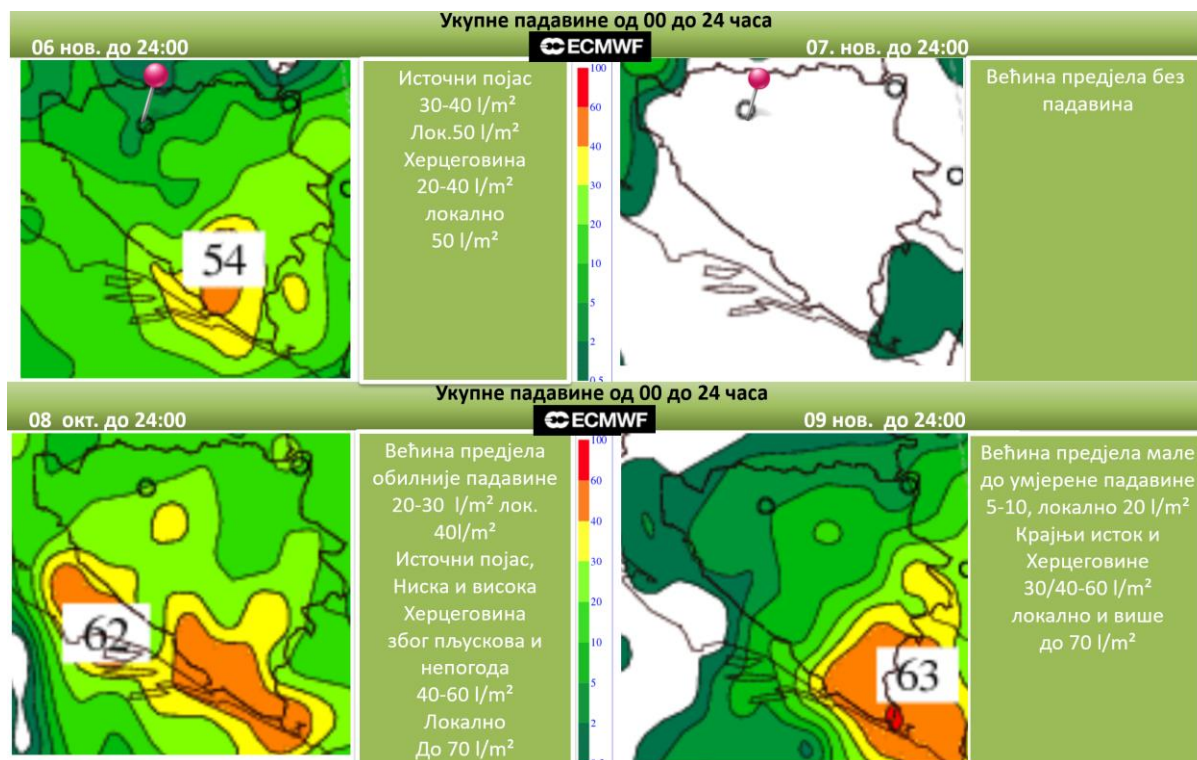 Укупне падавине од 00 до 24 часа
06 нов. до 24:00
ECMWF
07. нов. до 24:00
54
Источни појас
30-40 l/m²
Лок.50 l/m²
Херцеговина
20-40 l/m²
локално
50 l/m²
100
60
40
30
20
10
5
2
0.5
Већина предјела без
падавина
Укупне падавине од 00 до 24 часа
08 окт. до 24:00
ECMWF
09 нов. до 24:00
62
Већина предјела
обилније падавине
20-30 l/m² лок.
40l/m²
Источни појас,
Ниска и висока
Херцеговина
због пљускова и
непогода
40-60 l/m²
Локално
До 70 l/m²
100
60
40
30
20
10
5
2
63
Већина предјела мале
до умјерене падавине
5-10, локално 20 l/m²
Крајњи исток и
Херцеговине
30/40-60 l/m²
локално и више
до 70 l/m²